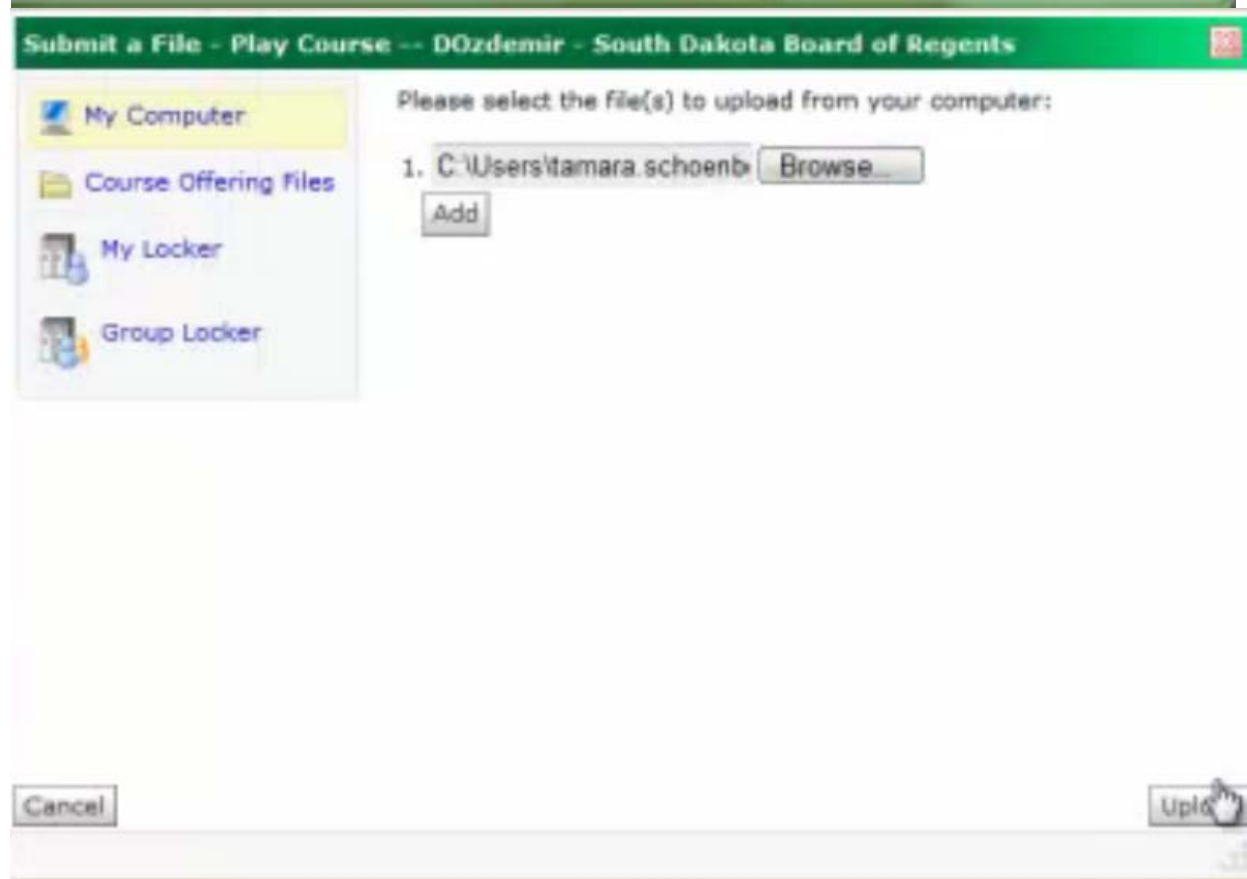 Submit a File - Play Course -- DOzdemir - South Dakota Board of Regents
My Computer
Course Offering Files
My Locker
Group Locker
Please select the file(s) to upload from your computer:
1. C:\Users\tamara.schoenb Browse...
Add
Cancel